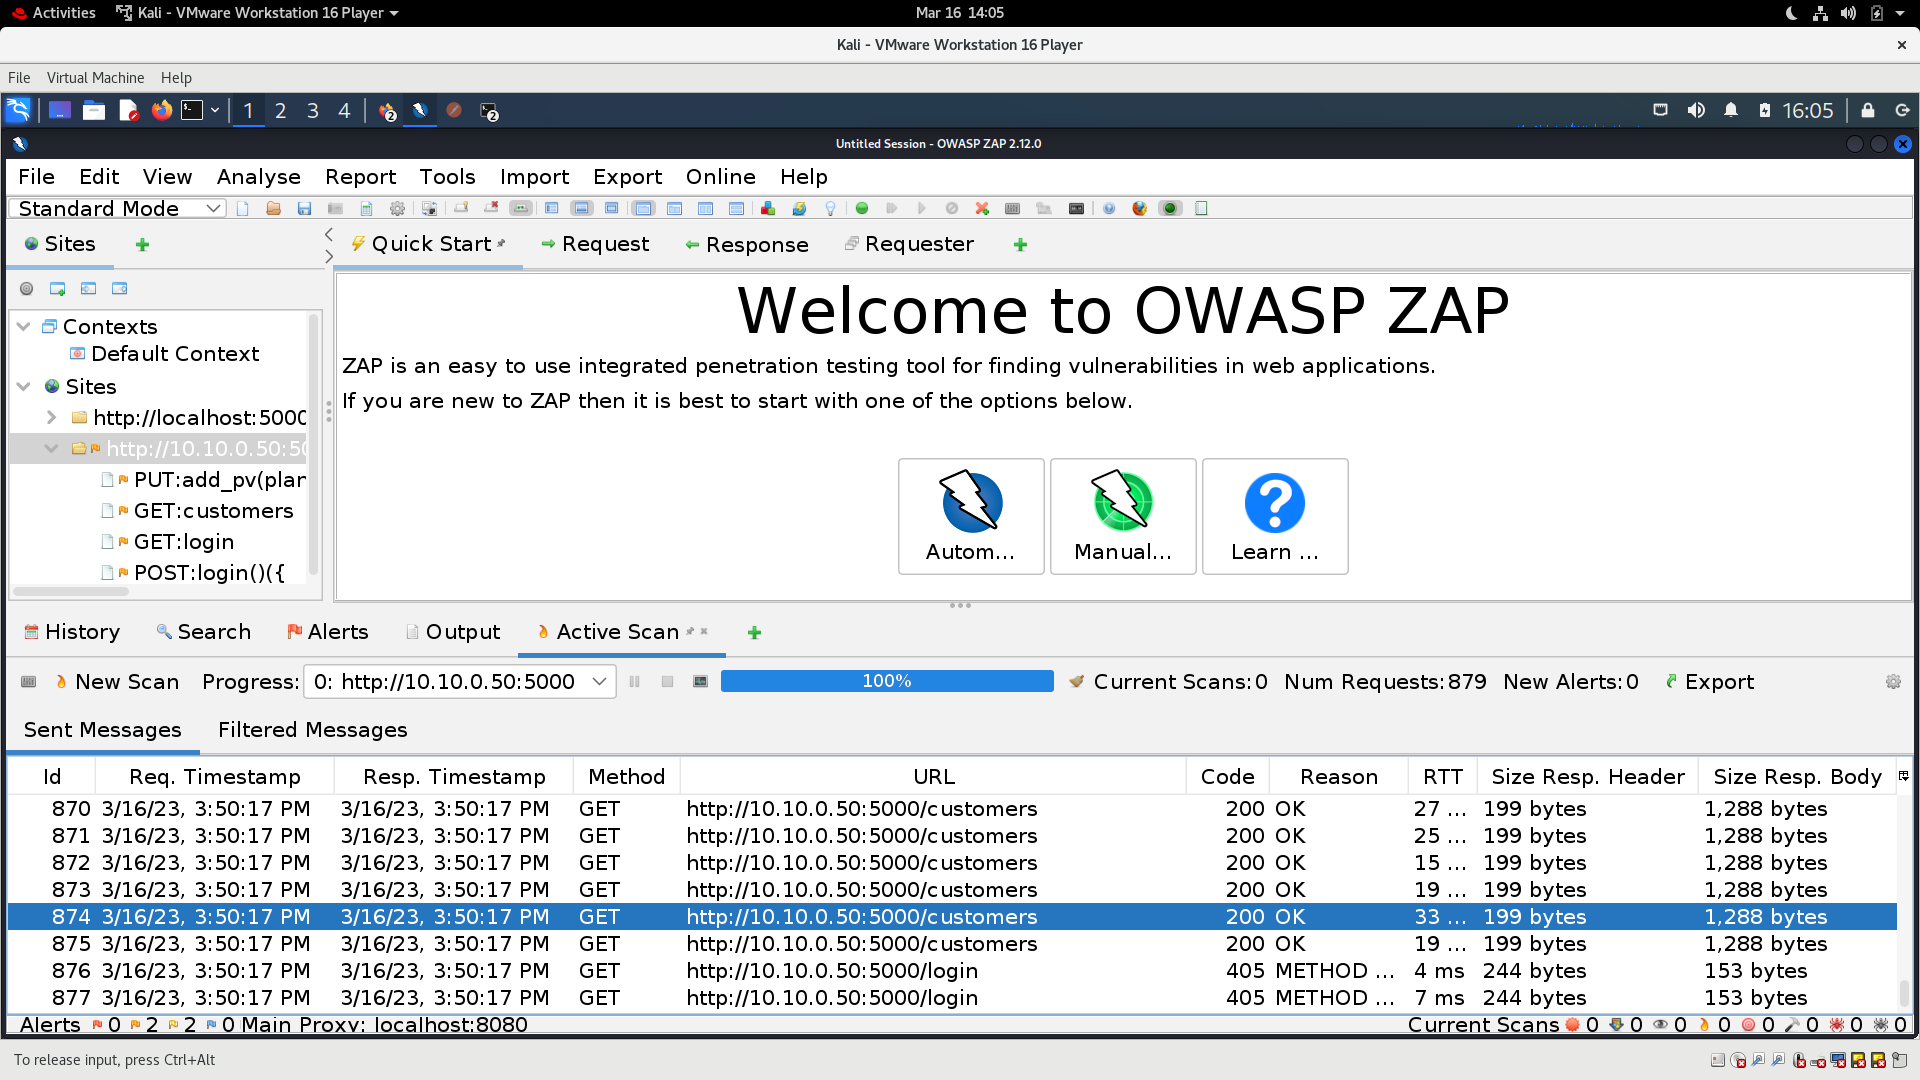 Activities Kali - VMware Workstation 16 Player Mar 16 14:05
Kali - VMware Workstation 16 Player
File Virtual Machine Help
1 2 3 4 2 2 16:05
Untitled Session - OWASP ZAP 2.12.0
File Edit View Analyse Report Tools Import Export Online Help
Standard Mode
Sites Quick Start Request Response Requester
Contexts
Default Context
Sites
http://localhost:5000
http://10.10.0.50:50
PUT:add_pv(plan
GET:customers
GET:login
POST:login()({
Welcome to OWASP ZAP
ZAP is an easy to use integrated penetration testing tool for finding vulnerabilities in web applications.
If you are new to ZAP then it is best to start with one of the options below.
Autom... Manual... Learn ...
History Search Alerts Output Active Scan
New Scan Progress: 0: http://10.10.0.50:5000 100% Current Scans:0 Num Requests:879 New Alerts:0 Export
Sent Messages Filtered Messages
Id Req. Timestamp Resp. Timestamp Method URL Code Reason RTT Size Resp. Header Size Resp. Body
870 3/16/23, 3:50:17 PM 3/16/23, 3:50:17 PM GET http://10.10.0.50:5000/customers 200 OK 27 ... 199 bytes 1,288 bytes
871 3/16/23, 3:50:17 PM 3/16/23, 3:50:17 PM GET http://10.10.0.50:5000/customers 200 OK 25 ... 199 bytes 1,288 bytes
872 3/16/23, 3:50:17 PM 3/16/23, 3:50:17 PM GET http://10.10.0.50:5000/customers 200 OK 15 ... 199 bytes 1,288 bytes
873 3/16/23, 3:50:17 PM 3/16/23, 3:50:17 PM GET http://10.10.0.50:5000/customers 200 OK 19 ... 199 bytes 1,288 bytes
874 3/16/23, 3:50:17 PM 3/16/23, 3:50:17 PM GET http://10.10.0.50:5000/customers 200 OK 33 ... 199 bytes 1,288 bytes
875 3/16/23, 3:50:17 PM 3/16/23, 3:50:17 PM GET http://10.10.0.50:5000/customers 200 OK 19 ... 199 bytes 1,288 bytes
876 3/16/23, 3:50:17 PM 3/16/23, 3:50:17 PM GET http://10.10.0.50:5000/login 405 METHOD ... 4 ms 244 bytes 153 bytes
877 3/16/23, 3:50:17 PM 3/16/23, 3:50:17 PM GET http://10.10.0.50:5000/login 405 METHOD ... 7 ms 244 bytes 153 bytes
Alerts 0 2 2 0 Main Proxy: localhost:8080 Current Scans 0 0 0 0 0 0 0 0
To release input, press Ctrl+Alt